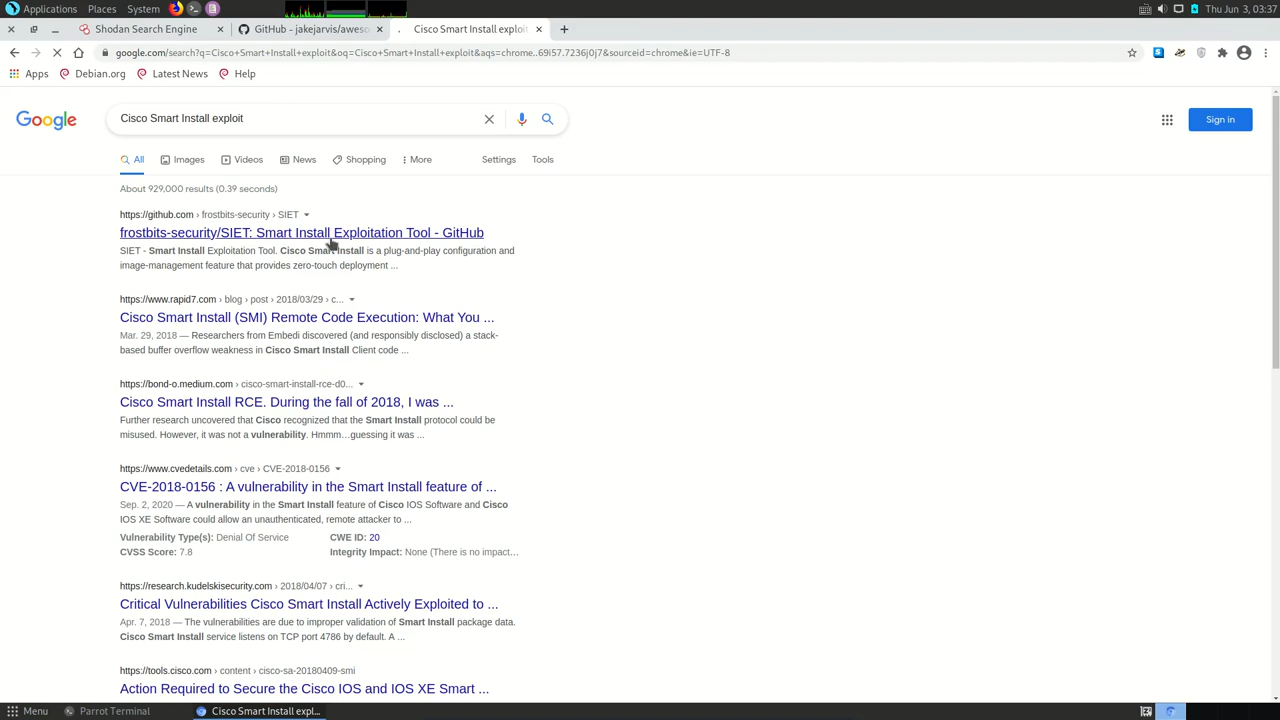 Applications Places System Thu Jun 3, 03:37
Shodan Search Engine GitHub - jakejarvis/aweso Cisco Smart Install exploit
google.com/search?q=Cisco+Smart+Install+exploit&oq=Cisco+Smart+Install+exploit&aqs=chrome..69i57.7236j0j7&sourceid=chrome&ie=UTF-8
Apps Debian.org Latest News Help
Google Cisco Smart Install exploit Sign in
All Images Videos News Shopping More Settings Tools
About 929,000 results (0.39 seconds)
https://github.com › frostbits-security › SIET
frostbits-security/SIET: Smart Install Exploitation Tool - GitHub
SIET - Smart Install Exploitation Tool. Cisco Smart Install is a plug-and-play configuration and
image-management feature that provides zero-touch deployment ...
https://www.rapid7.com › blog › post › 2018/03/29 › c...
Cisco Smart Install (SMI) Remote Code Execution: What You ...
Mar. 29, 2018 — Researchers from Embedi discovered (and responsibly disclosed) a stack-
based buffer overflow weakness in Cisco Smart Install Client code ...
https://bond-o.medium.com › cisco-smart-install-rce-d0...
Cisco Smart Install RCE. During the fall of 2018, I was ...
Further research uncovered that Cisco recognized that the Smart Install protocol could be
misused. However, it was not a vulnerability. Hmmm…guessing it was ...
https://www.cvedetails.com › cve › CVE-2018-0156
CVE-2018-0156 : A vulnerability in the Smart Install feature of ...
Sep. 2, 2020 — A vulnerability in the Smart Install feature of Cisco IOS Software and Cisco
IOS XE Software could allow an unauthenticated, remote attacker to ...
Vulnerability Type(s): Denial Of Service CWE ID: 20
CVSS Score: 7.8 Integrity Impact: None (There is no impact…
https://research.kudelskisecurity.com › 2018/04/07 › cri...
Critical Vulnerabilities Cisco Smart Install Actively Exploited to ...
Apr. 7, 2018 — The vulnerabilities are due to improper validation of Smart Install package data.
Cisco Smart Install service listens on TCP port 4786 by default. A ...
https://tools.cisco.com › content › cisco-sa-20180409-smi
Action Required to Secure the Cisco IOS and IOS XE Smart ...
Menu Parrot Terminal Cisco Smart Install expl...